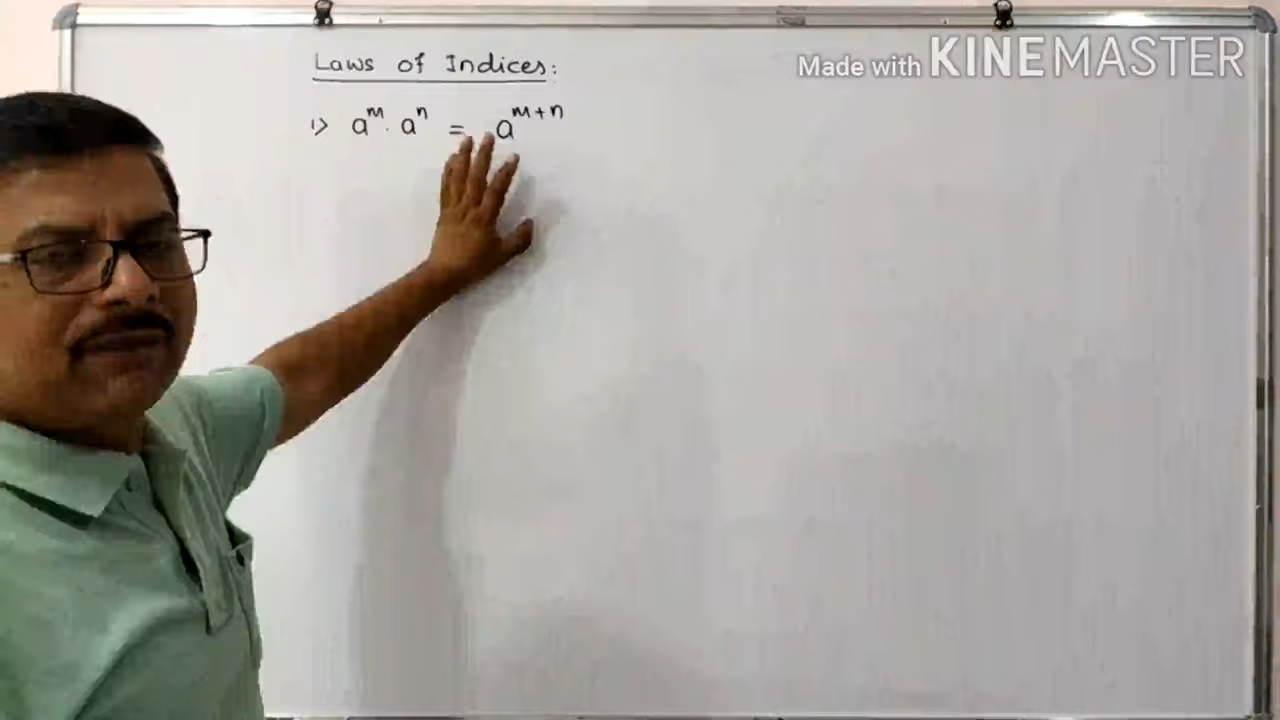 Made with KINEMASTER
Laws of Indices:
1) a^m · a^n = a^{m+n}